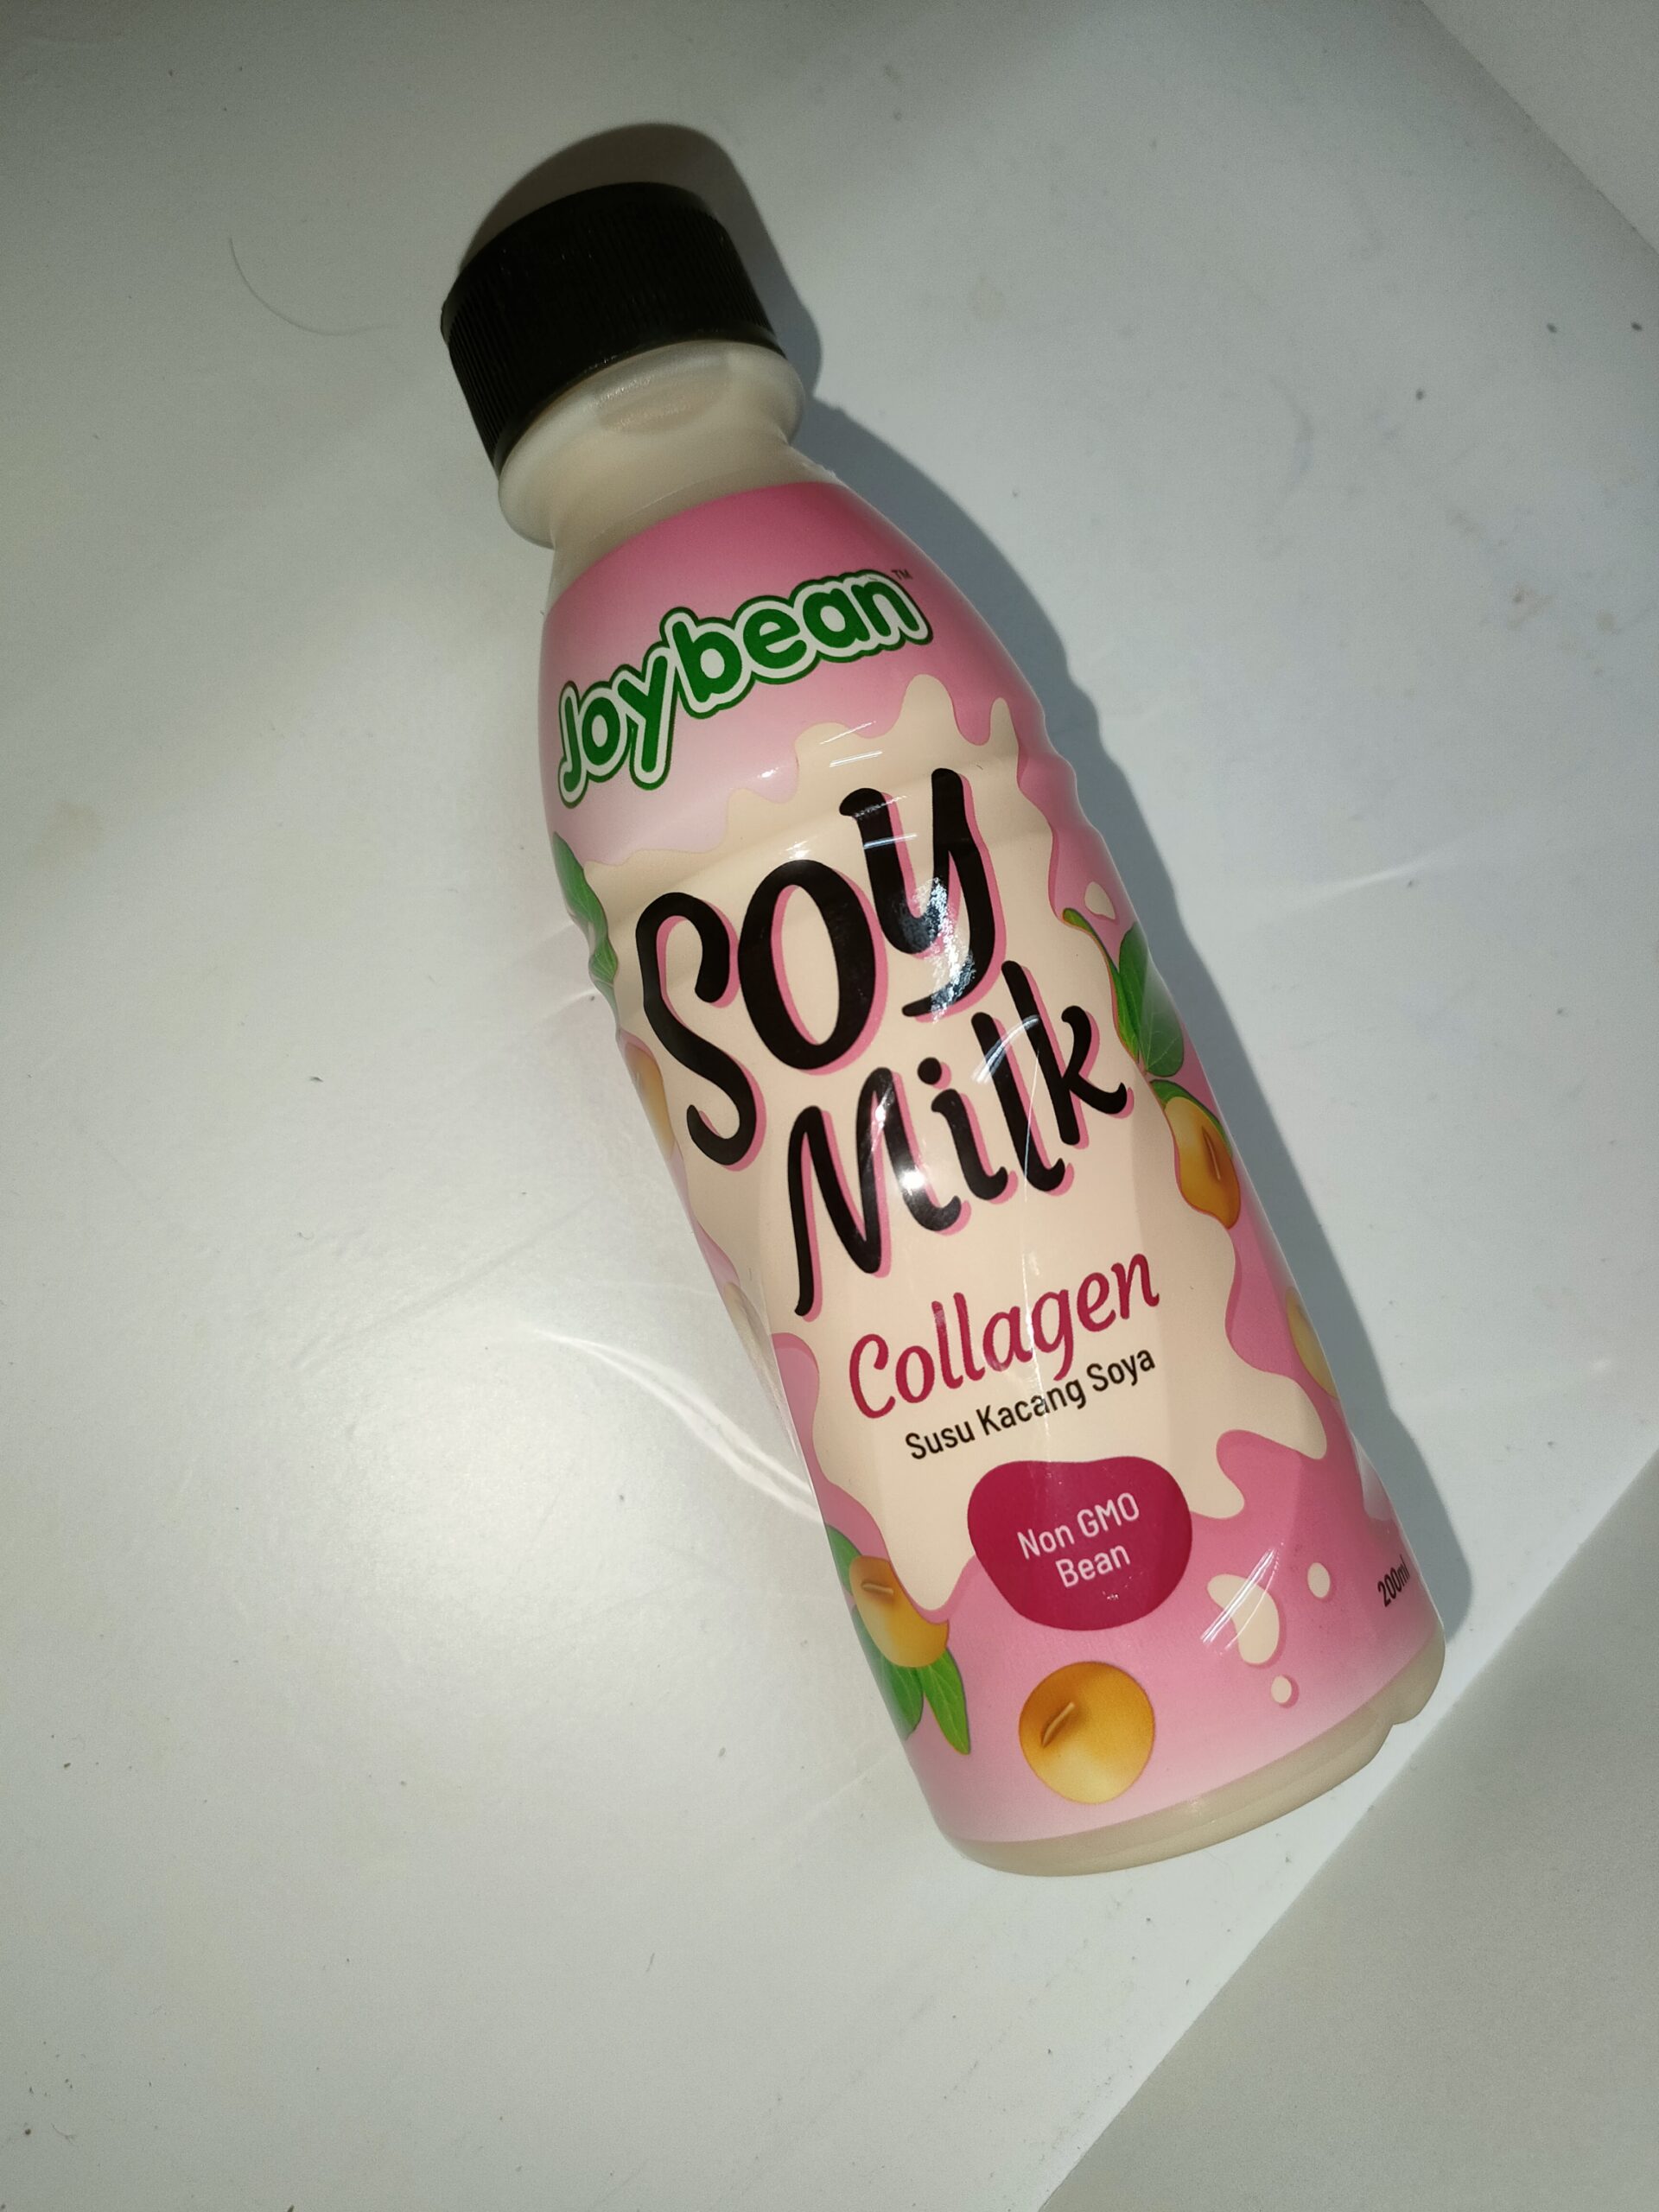 Joybean™
Soy
Milk
Collagen
Susu Kacang Soya
Non GMO
Bean
200ml